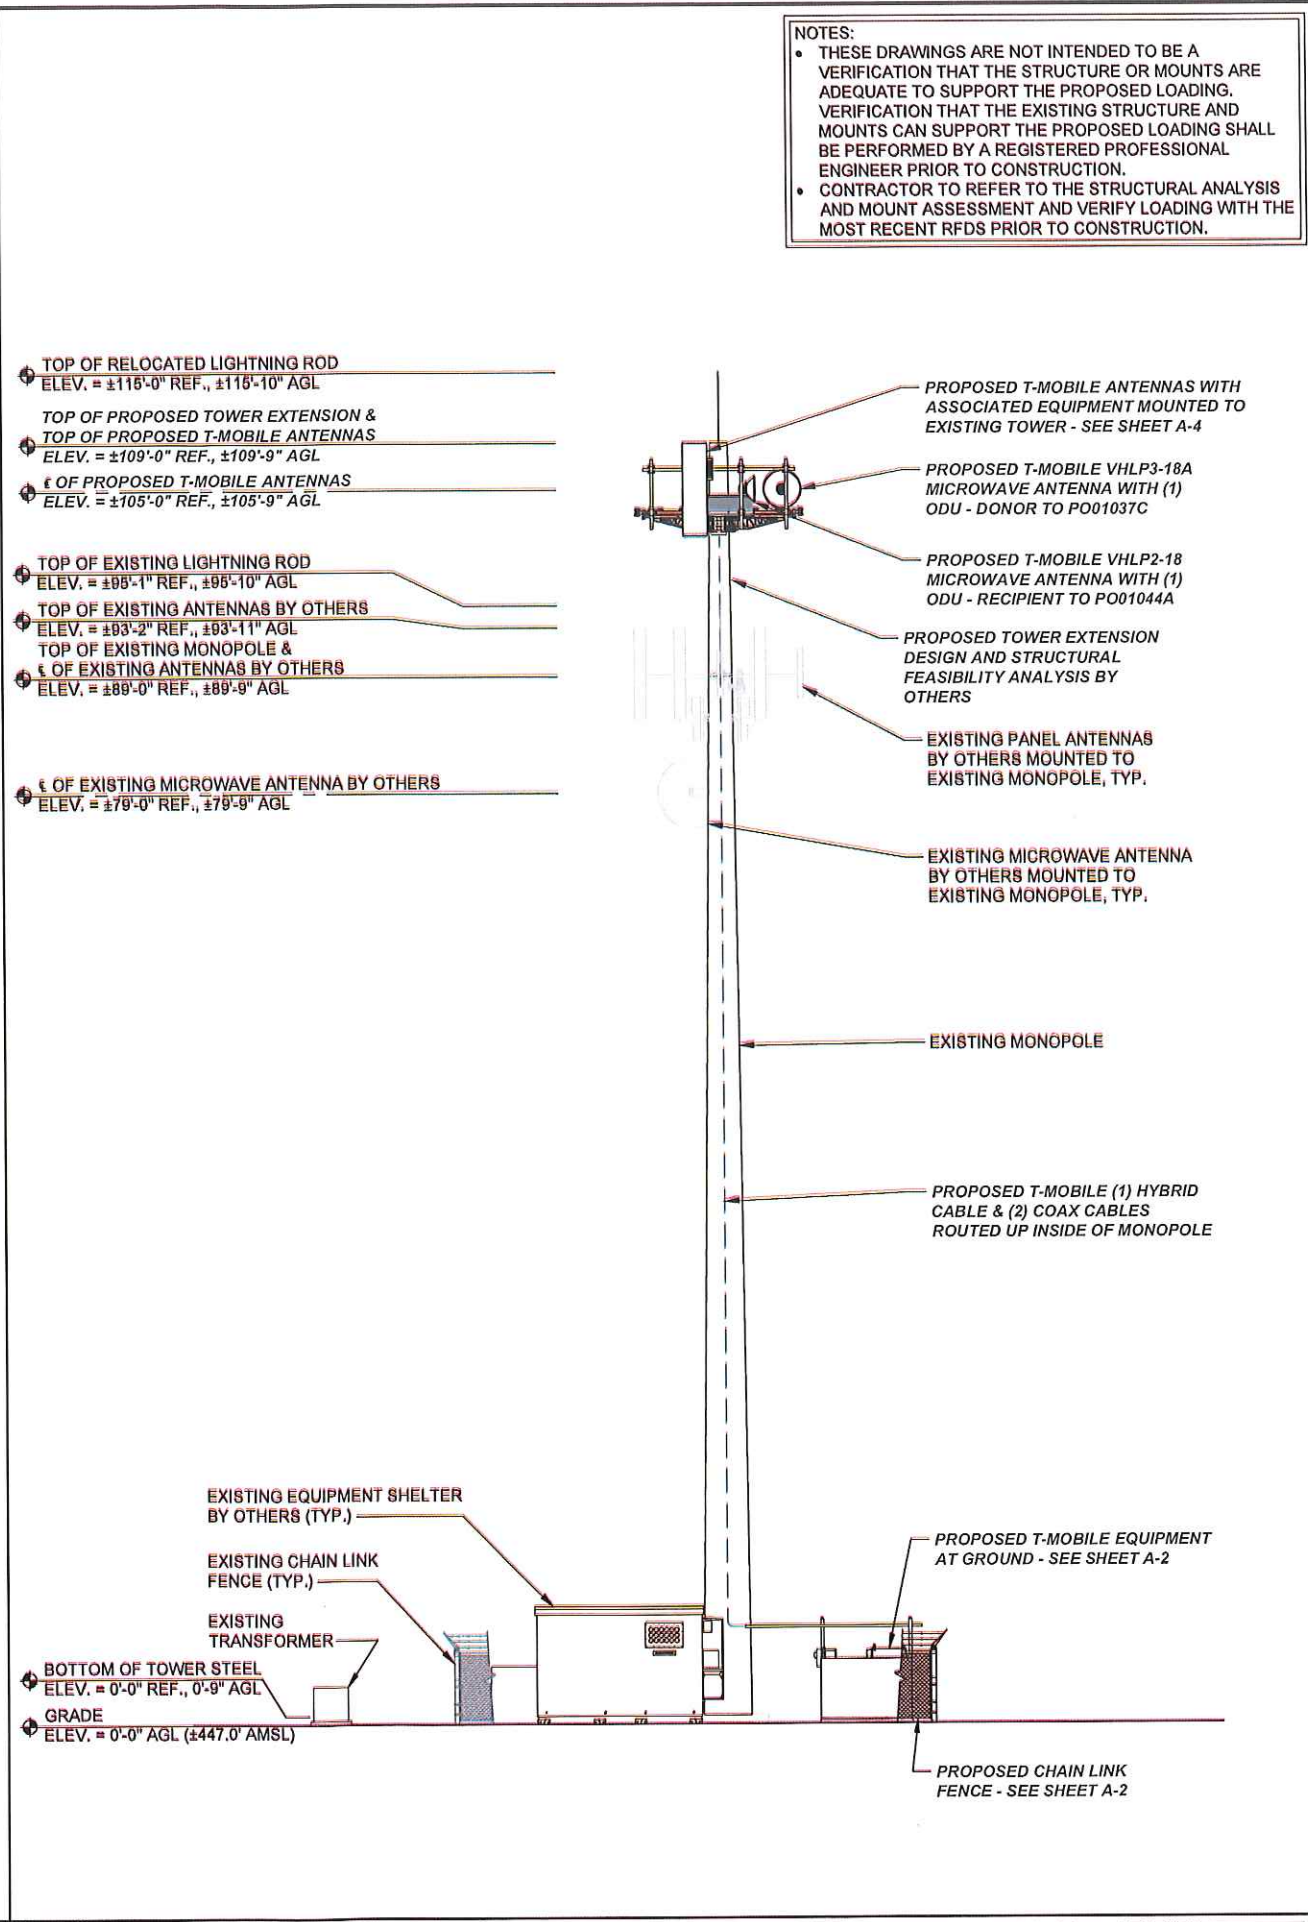 NOTES:
• THESE DRAWINGS ARE NOT INTENDED TO BE A
VERIFICATION THAT THE STRUCTURE OR MOUNTS ARE
ADEQUATE TO SUPPORT THE PROPOSED LOADING.
VERIFICATION THAT THE EXISTING STRUCTURE AND
MOUNTS CAN SUPPORT THE PROPOSED LOADING SHALL
BE PERFORMED BY A REGISTERED PROFESSIONAL
ENGINEER PRIOR TO CONSTRUCTION.
• CONTRACTOR TO REFER TO THE STRUCTURAL ANALYSIS
AND MOUNT ASSESSMENT AND VERIFY LOADING WITH THE
MOST RECENT RFDS PRIOR TO CONSTRUCTION.
TOP OF RELOCATED LIGHTNING ROD
ELEV. = ±115'-0" REF., ±115'-10" AGL
TOP OF PROPOSED TOWER EXTENSION &
TOP OF PROPOSED T-MOBILE ANTENNAS
ELEV. = ±109'-0" REF., ±109'-9" AGL
℄ OF PROPOSED T-MOBILE ANTENNAS
ELEV. = ±105'-0" REF., ±105'-9" AGL
TOP OF EXISTING LIGHTNING ROD
ELEV. = ±95'-1" REF., ±95'-10" AGL
TOP OF EXISTING ANTENNAS BY OTHERS
ELEV. = ±93'-2" REF., ±93'-11" AGL
TOP OF EXISTING MONOPOLE &
℄ OF EXISTING ANTENNAS BY OTHERS
ELEV. = ±89'-0" REF., ±89'-9" AGL
℄ OF EXISTING MICROWAVE ANTENNA BY OTHERS
ELEV. = ±79'-0" REF., ±79'-9" AGL
PROPOSED T-MOBILE ANTENNAS WITH
ASSOCIATED EQUIPMENT MOUNTED TO
EXISTING TOWER - SEE SHEET A-4
PROPOSED T-MOBILE VHLP3-18A
MICROWAVE ANTENNA WITH (1)
ODU - DONOR TO PO01037C
PROPOSED T-MOBILE VHLP2-18
MICROWAVE ANTENNA WITH (1)
ODU - RECIPIENT TO PO01044A
PROPOSED TOWER EXTENSION
DESIGN AND STRUCTURAL
FEASIBILITY ANALYSIS BY
OTHERS
EXISTING PANEL ANTENNAS
BY OTHERS MOUNTED TO
EXISTING MONOPOLE, TYP.
EXISTING MICROWAVE ANTENNA
BY OTHERS MOUNTED TO
EXISTING MONOPOLE, TYP.
EXISTING MONOPOLE
PROPOSED T-MOBILE (1) HYBRID
CABLE & (2) COAX CABLES
ROUTED UP INSIDE OF MONOPOLE
EXISTING EQUIPMENT SHELTER
BY OTHERS (TYP.)
EXISTING CHAIN LINK
FENCE (TYP.)
EXISTING
TRANSFORMER
BOTTOM OF TOWER STEEL
ELEV. = 0'-0" REF., 0'-9" AGL
GRADE
ELEV. = 0'-0" AGL (±447.0' AMSL)
PROPOSED T-MOBILE EQUIPMENT
AT GROUND - SEE SHEET A-2
PROPOSED CHAIN LINK
FENCE - SEE SHEET A-2